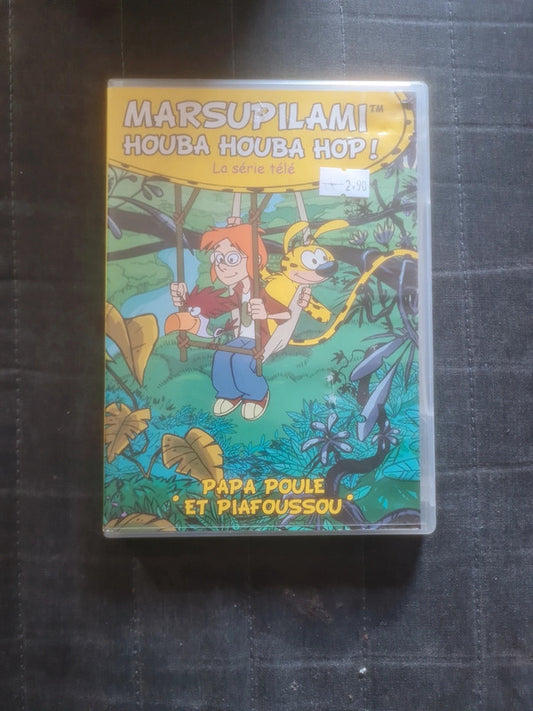 MARSUPILAMI™
HOUBA HOUBA HOP!
La série télé
2,90
PAPA POULE
ET PIAFOUSSOU